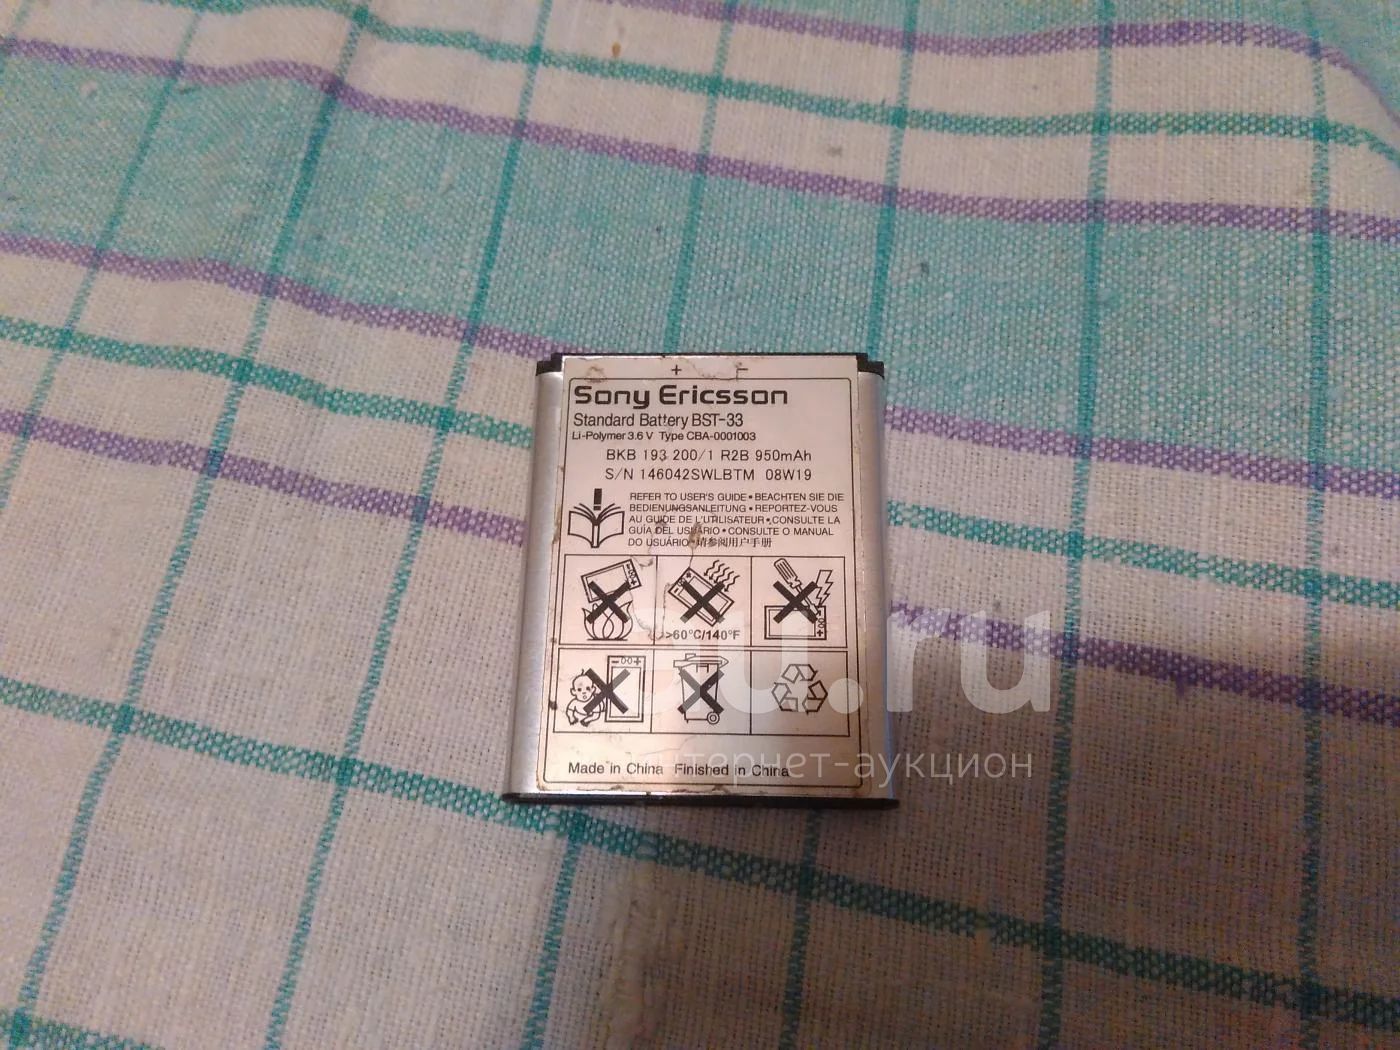 + −
Sony Ericsson
Standard Battery BST-33
Li-Polymer 3.6 V Type CBA-0001003
BKB 193 200/1 R2B 950mAh
S/N 146042SWLBTM 08W19
REFER TO USER'S GUIDE • BEACHTEN SIE DIE
BEDIENUNGSANLEITUNG • REPORTEZ-VOUS
AU GUIDE DE L'UTILISATEUR • CONSULTE LA
GUÍA DEL USUARIO • CONSULTE O MANUAL
DO USUÁRIO • 请参阅用户手册
>60°C/140°F
Made in China Finished in China
.ru
интернет-аукцион